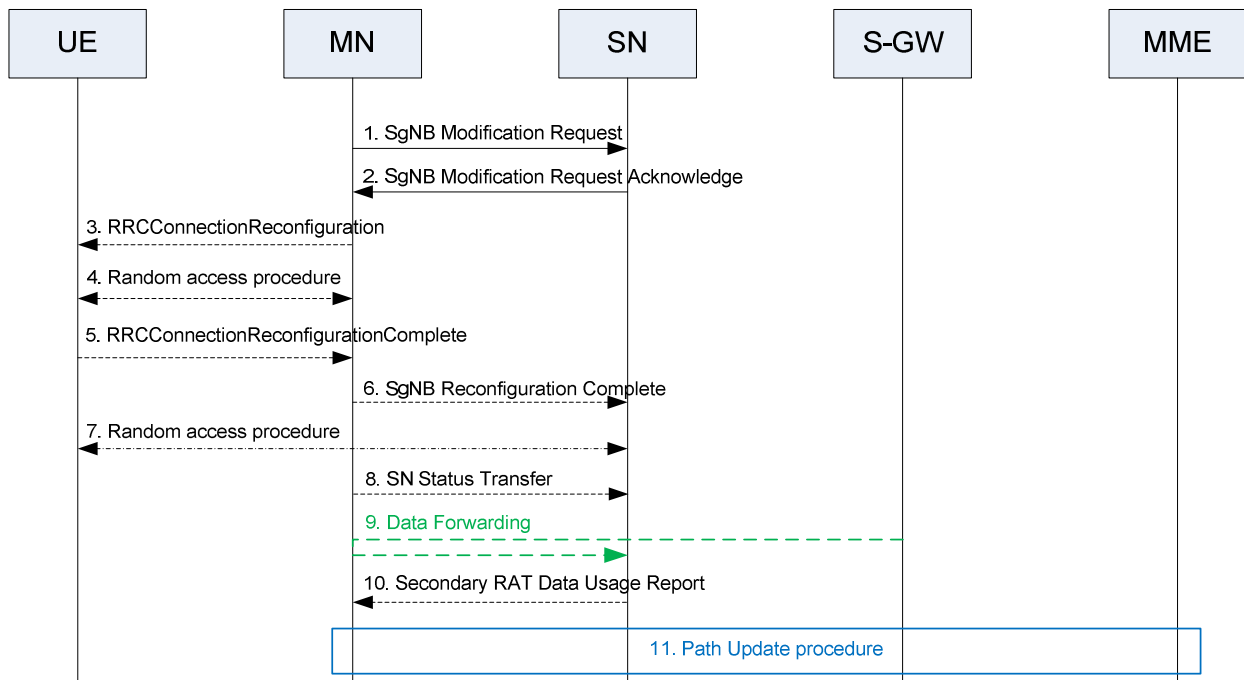 UE
MN
SN
S-GW
MME
1. SgNB Modification Request
2. SgNB Modification Request Acknowledge
3. RRCConnectionReconfiguration
4. Random access procedure
5. RRCConnectionReconfigurationComplete
6. SgNB Reconfiguration Complete
7. Random access procedure
8. SN Status Transfer
9. Data Forwarding
10. Secondary RAT Data Usage Report
11. Path Update procedure